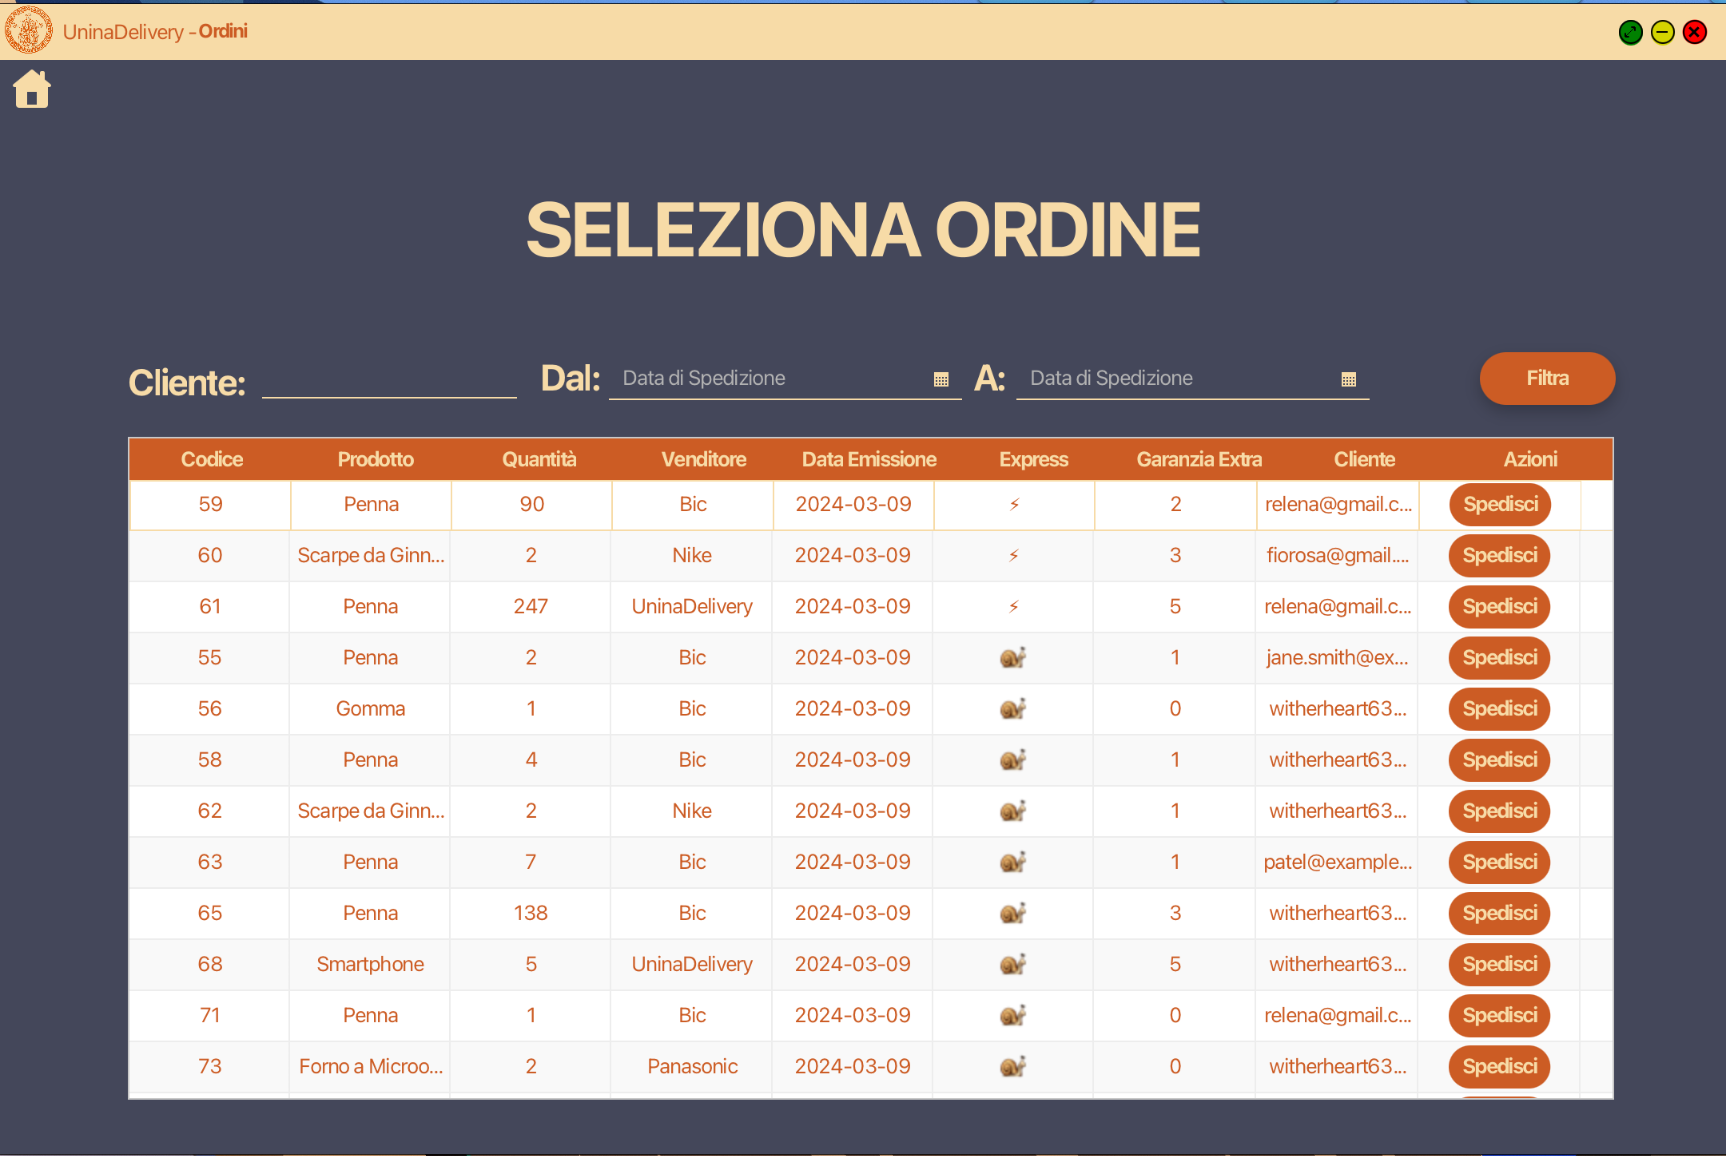 UninaDelivery - Ordini
SELEZIONA ORDINE
Cliente: Dal: Data di Spedizione A: Data di Spedizione Filtra
Codice Prodotto Quantità Venditore Data Emissione Express Garanzia Extra Cliente Azioni
59 Penna 90 Bic 2024-03-09 ⚡ 2 relena@gmail.c... Spedisci
60 Scarpe da Ginn... 2 Nike 2024-03-09 ⚡ 3 fiorosa@gmail.... Spedisci
61 Penna 247 UninaDelivery 2024-03-09 ⚡ 5 relena@gmail.c... Spedisci
55 Penna 2 Bic 2024-03-09 🐌 1 jane.smith@ex... Spedisci
56 Gomma 1 Bic 2024-03-09 🐌 0 witherheart63... Spedisci
58 Penna 4 Bic 2024-03-09 🐌 1 witherheart63... Spedisci
62 Scarpe da Ginn... 2 Nike 2024-03-09 🐌 1 witherheart63... Spedisci
63 Penna 7 Bic 2024-03-09 🐌 1 patel@example... Spedisci
65 Penna 138 Bic 2024-03-09 🐌 3 witherheart63... Spedisci
68 Smartphone 5 UninaDelivery 2024-03-09 🐌 5 witherheart63... Spedisci
71 Penna 1 Bic 2024-03-09 🐌 0 relena@gmail.c... Spedisci
73 Forno a Microo... 2 Panasonic 2024-03-09 🐌 0 witherheart63... Spedisci